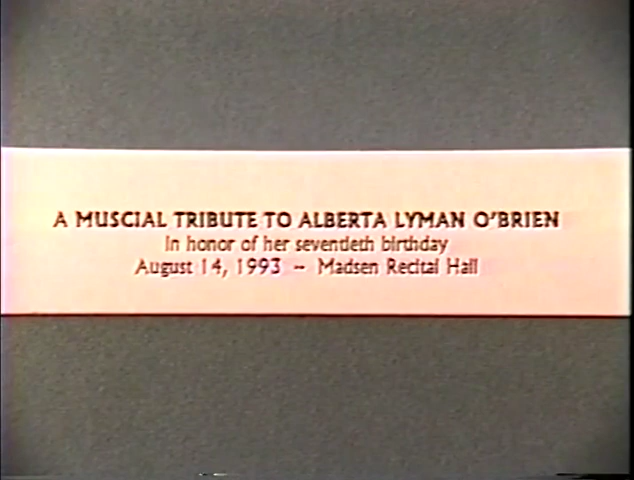 A MUSCIAL TRIBUTE TO ALBERTA LYMAN O'BRIEN
In honor of her seventieth birthday
August 14, 1993 -- Madsen Recital Hall